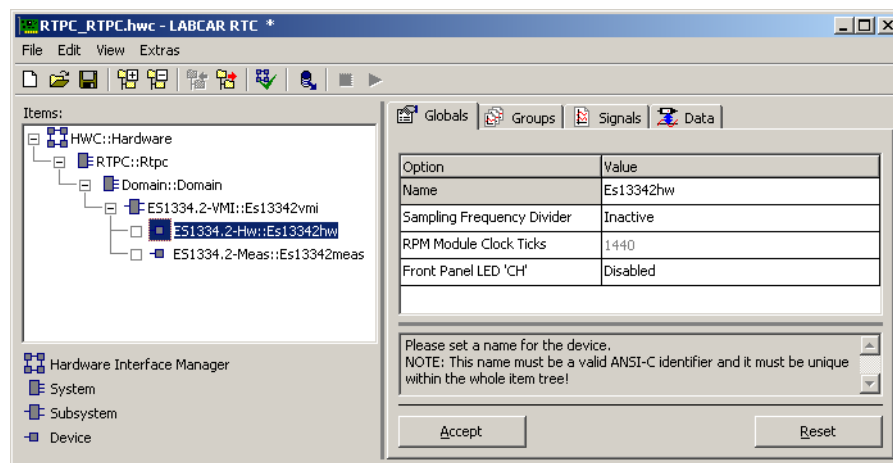 RTPC_RTPC.hwc - LABCAR RTC *
File Edit View Extras
Items:
HWC::Hardware
RTPC::Rtpc
Domain::Domain
ES1334.2-VMI::Es13342vmi
ES1334.2-Hw::Es13342hw
ES1334.2-Meas::Es13342meas
Hardware Interface Manager
System
Subsystem
Device
Globals Groups Signals Data
Option Value
Name Es13342hw
Sampling Frequency Divider Inactive
RPM Module Clock Ticks 1440
Front Panel LED 'CH' Disabled
Please set a name for the device.
NOTE: This name must be a valid ANSI-C identifier and it must be unique
within the whole item tree!
Accept Reset